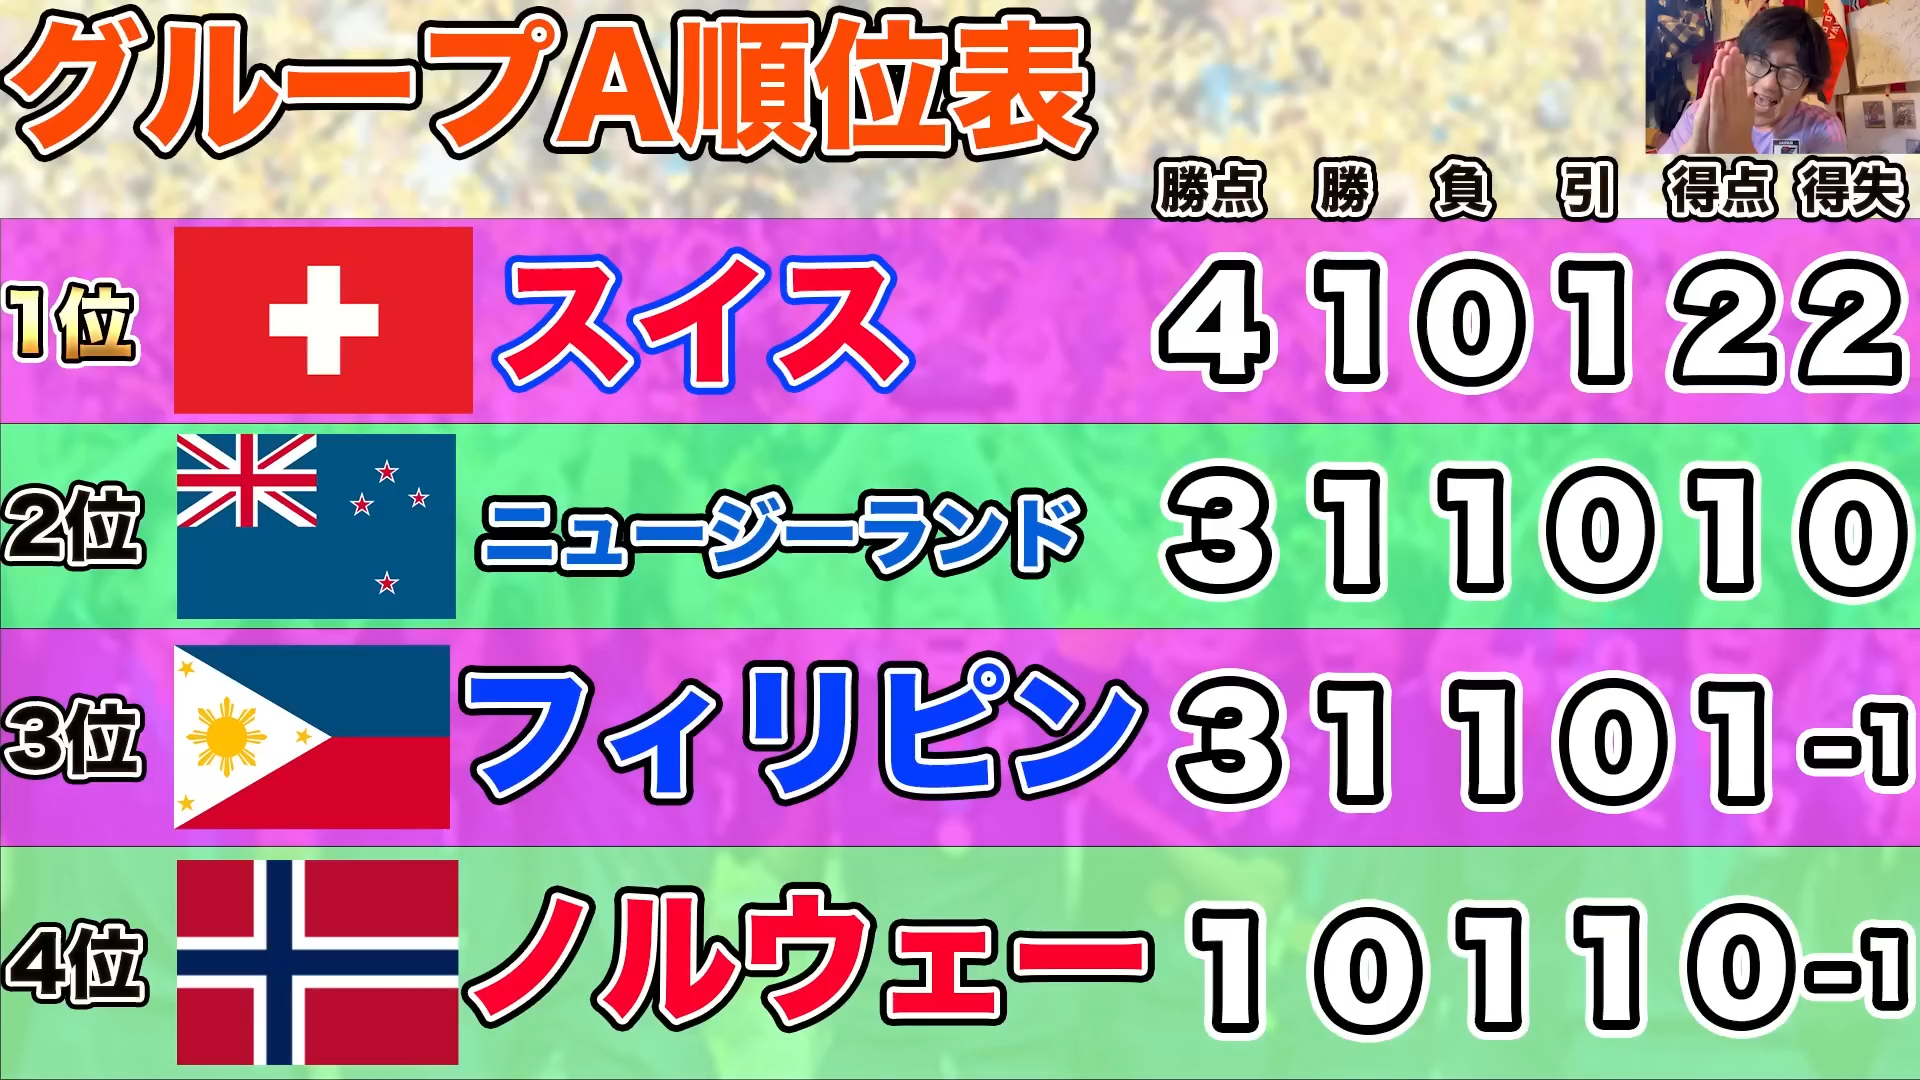 グループA順位表
勝点 勝 負 引 得点 得失
1位 スイス 4 1 0 1 2 2
2位 ニュージーランド 3 1 1 0 1 0
3位 フィリピン 3 1 1 0 1 -1
4位 ノルウェー 1 0 1 1 0 -1